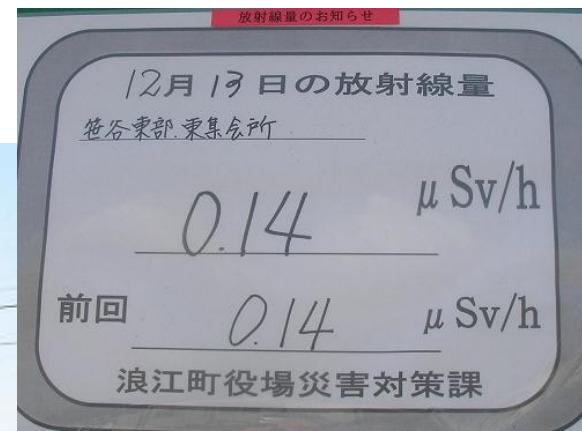 放射線量のお知らせ
12月13日の放射線量
笹谷東部.東集会所
0.14 μSv/h
前回 0.14 μSv/h
浪江町役場災害対策課